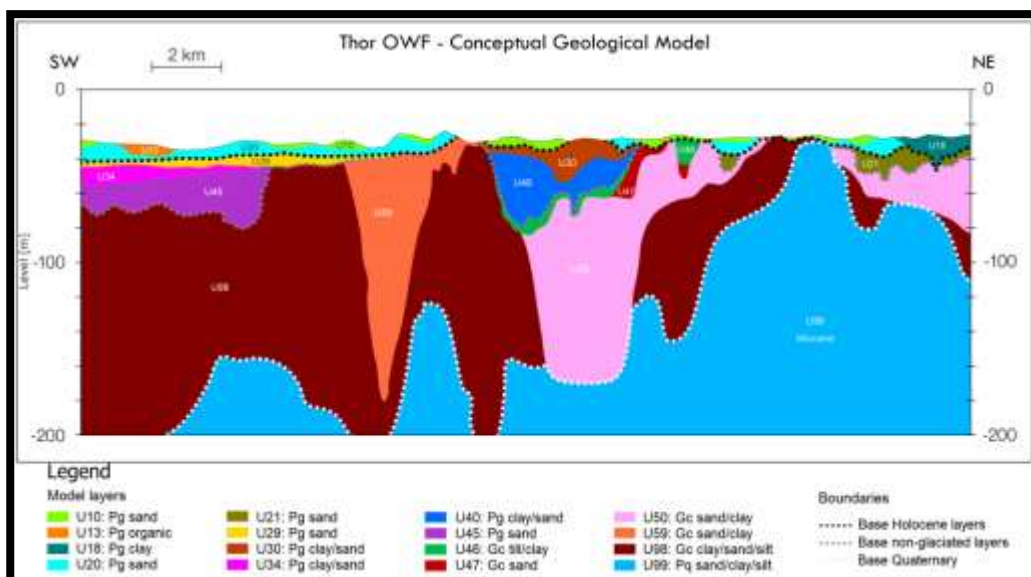 Thor OWF - Conceptual Geological Model
SW
2 km
NE
0
0
-100
-100
-200
-200
Level [m]
U10
U30
U34
U45
U40
U47
U21
U18
U99
Miocene
Legend
Model layers
U10: Pg sand
U13: Pg organic
U18: Pg clay
U20: Pg sand
U21: Pg sand
U29: Pg sand
U30: Pg clay/sand
U34: Pg clay/sand
U40: Pg clay/sand
U45: Pg sand
U46: Gc till/clay
U47: Gc sand
U50: Gc sand/clay
U59: Gc sand/clay
U98: Gc clay/sand/silt
U99: Pq sand/clay/silt
Boundaries
Base Holocene layers
Base non-glaciated layers
Base Quaternary